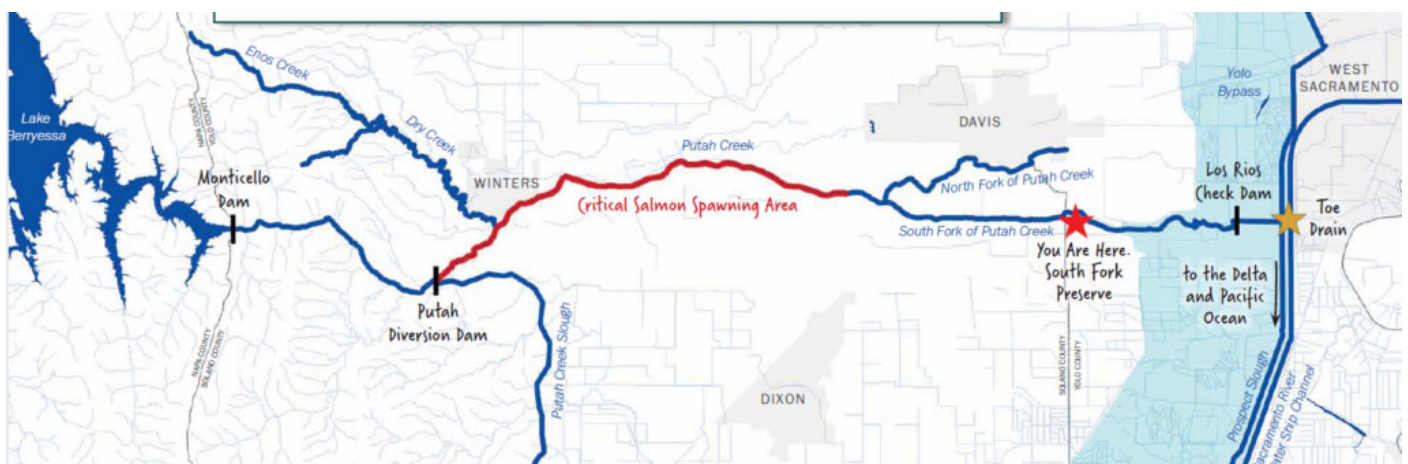 Enos Creek
Lake
Berryessa
Monticello
Dam
Dry Creek
WINTERS
Putah Creek
Critical Salmon Spawning Area
Putah
Diversion Dam
Putah Creek Slough
NAPA COUNTY
SOLANO COUNTY
DAVIS
North Fork of Putah Creek
South Fork of Putah Creek
You Are Here.
South Fork
Preserve
SOLANO COUNTY
YOLO COUNTY
DIXON
Yolo
Bypass
WEST
SACRAMENTO
Los Rios
Check Dam
Toe
Drain
to the Delta
and Pacific
Ocean
Prospect Slough
Sacramento River
Water Ship Channel